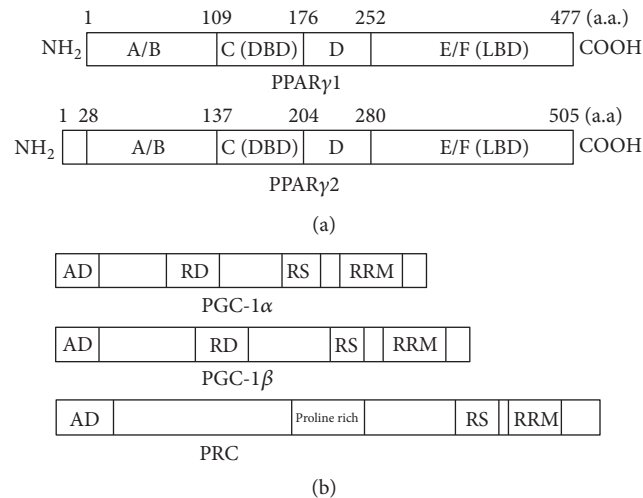 1 109 176 252 477 (a.a.)
NH₂ A/B C (DBD) D E/F (LBD) COOH
PPARγ1
1 28 137 204 280 505 (a.a)
NH₂ A/B C (DBD) D E/F (LBD) COOH
PPARγ2
(a)
AD RD RS RRM
PGC-1α
AD RD RS RRM
PGC-1β
AD Proline rich RS RRM
PRC
(b)